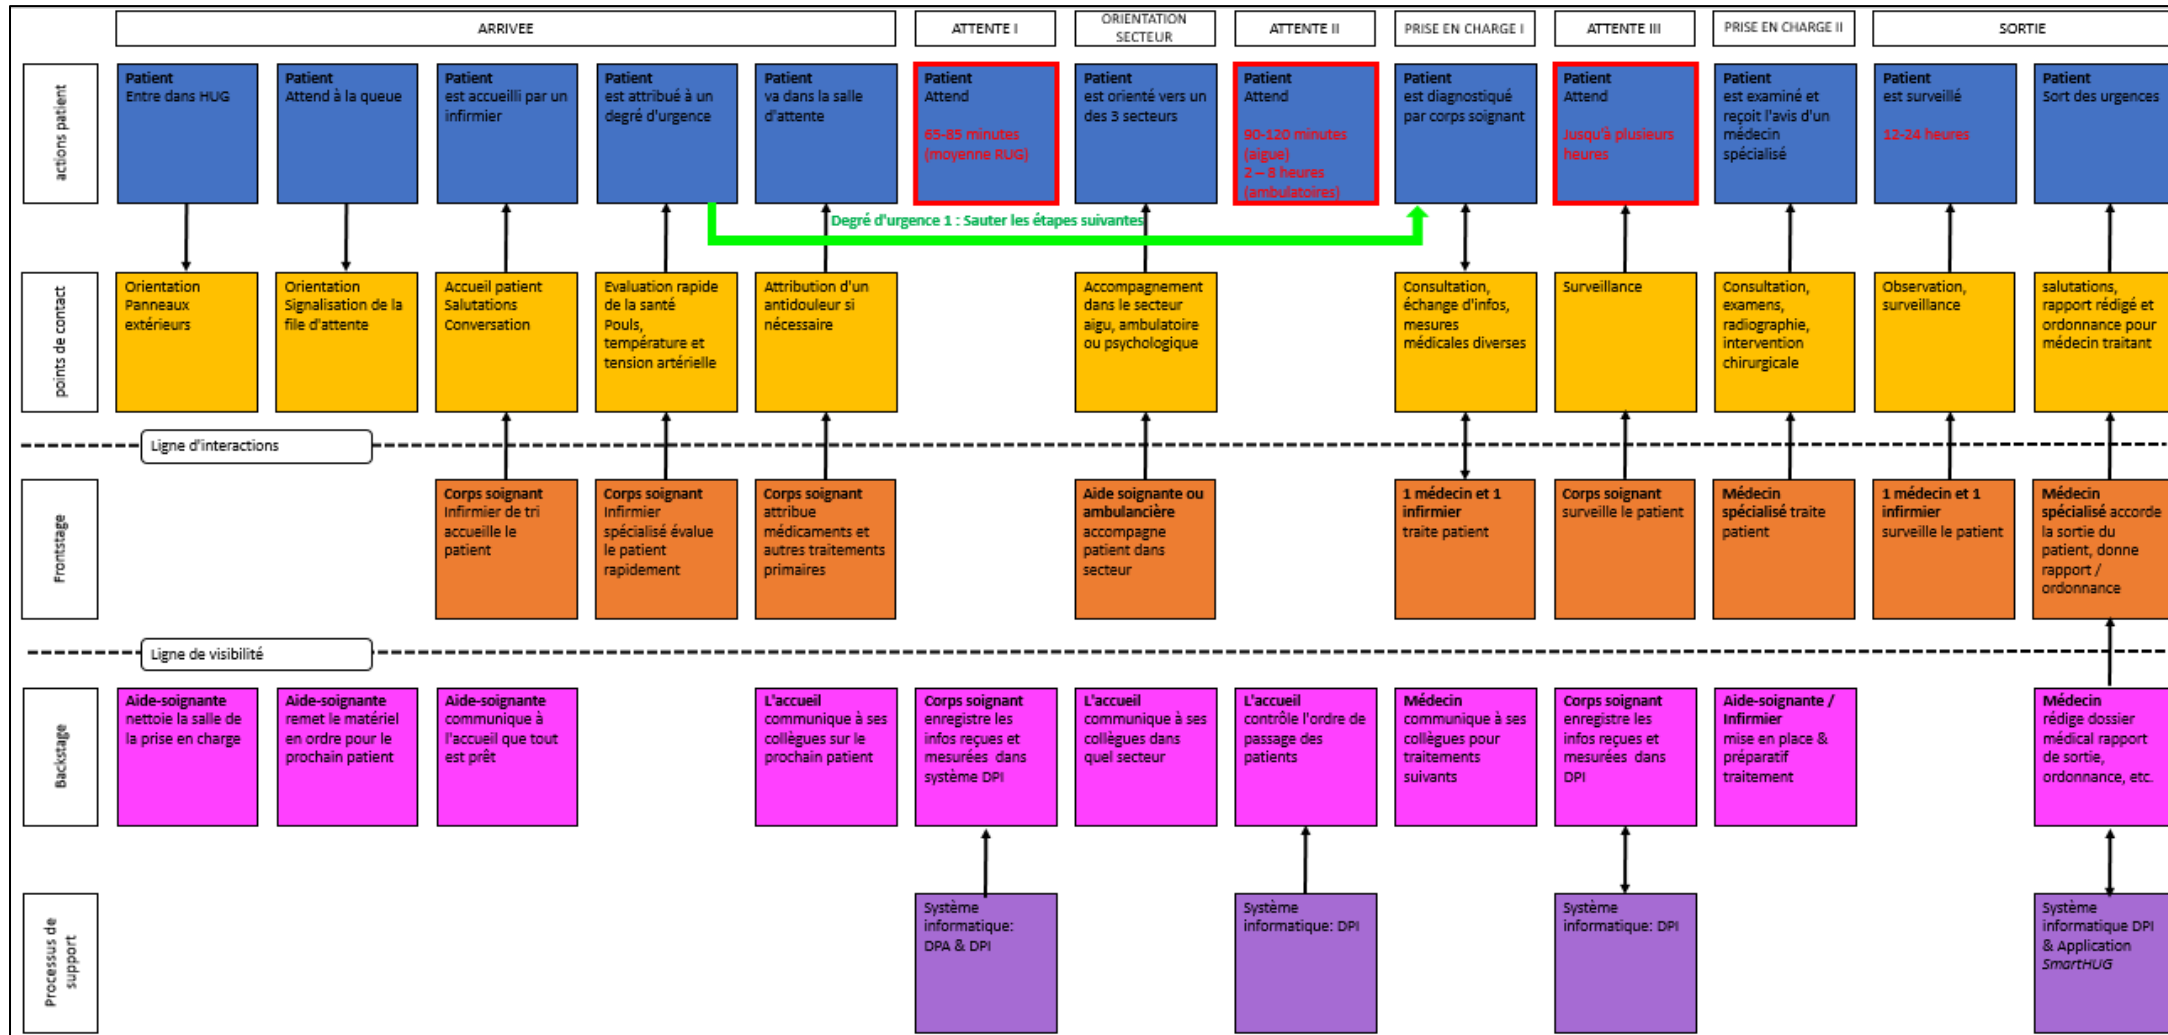 ARRIVEE
ATTENTE I
ORIENTATION
SECTEUR
ATTENTE II
PRISE EN CHARGE I
ATTENTE III
PRISE EN CHARGE II
SORTIE
actions patient
Patient
Entre dans HUG
Patient
Attend à la queue
Patient
est accueilli par un
infirmier
Patient
est attribué à un
degré d'urgence
Patient
va dans la salle
d'attente
Patient
Attend
65-85 minutes
(moyenne RUG)
Patient
est orienté vers un
des 3 secteurs
Patient
Attend
90-120 minutes
(aigue)
2 – 8 heures
(ambulatoires)
Patient
est diagnostiqué
par corps soignant
Patient
Attend
Jusqu'à plusieurs
heures
Patient
est examiné et
reçoit l'avis d'un
médecin
spécialisé
Patient
est surveillé
12-24 heures
Patient
Sort des urgences
Degré d'urgence 1 : Sauter les étapes suivantes
points de contact
Orientation
Panneaux
extérieurs
Orientation
Signalisation de la
file d'attente
Accueil patient
Salutations
Conversation
Evaluation rapide
de la santé
Pouls,
température et
tension artérielle
Attribution d'un
antidouleur si
nécessaire
Accompagnement
dans le secteur
aigu, ambulatoire
ou psychologique
Consultation,
échange d'infos,
mesures
médicales diverses
Surveillance
Consultation,
examens,
radiographie,
intervention
chirurgicale
Observation,
surveillance
salutations,
rapport rédigé et
ordonnance pour
médecin traitant
Ligne d'interactions
Frontstage
Corps soignant
Infirmier de tri
accueille le
patient
Corps soignant
Infirmier
spécialisé évalue
le patient
rapidement
Corps soignant
attribue
médicaments et
autres traitements
primaires
Aide soignante ou
ambulancière
accompagne
patient dans
secteur
1 médecin et 1
infirmier
traite patient
Corps soignant
surveille le patient
Médecin
spécialisé traite
patient
1 médecin et 1
infirmier
surveille le patient
Médecin
spécialisé accorde
la sortie du
patient, donne
rapport /
ordonnance
Ligne de visibilité
Backstage
Aide-soignante
nettoie la salle de
la prise en charge
Aide-soignante
remet le matériel
en ordre pour le
prochain patient
Aide-soignante
communique à
l'accueil que tout
est prêt
L'accueil
communique à ses
collègues sur le
prochain patient
Corps soignant
enregistre les
infos reçues et
mesurées dans
système DPI
L'accueil
communique à ses
collègues dans
quel secteur
L'accueil
contrôle l'ordre de
passage des
patients
Médecin
communique à ses
collègues pour
traitements
suivants
Corps soignant
enregistre les
infos reçues et
mesurées dans
DPI
Aide-soignante /
Infirmier
mise en place &
préparatif
traitement
Médecin
rédige dossier
médical rapport
de sortie,
ordonnance, etc.
Processus de
support
Système
informatique:
DPA & DPI
Système
informatique: DPI
Système
informatique: DPI
Système
informatique DPI
& Application
SmartHUG